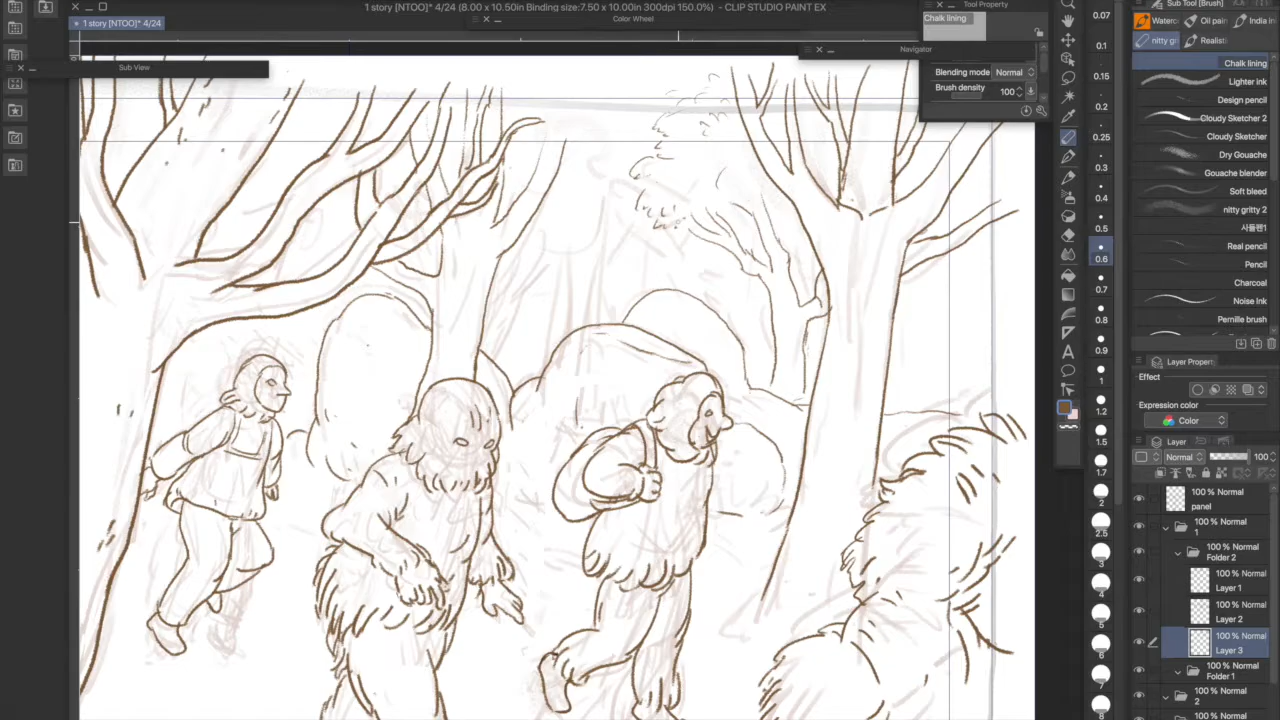 1 story [NTOO]* 4/24 (8.00 x 10.50in Binding size:7.50 x 10.00in 300dpi 150.0%) - CLIP STUDIO PAINT EX
1 story [NTOO]* 4/24
Color Wheel
Sub View
Navigator
Tool Property
Chalk lining
Blending mode Normal
Brush density 100
Sub Tool [Brush]
Oil pain
India in
nitty gri
Realisti
Chalk lining
Lighter ink
Design pencil
Cloudy Sketcher 2
Cloudy Sketcher
Dry Gouache
Gouache blender
Soft bleed
nitty gritty 2
사들펜1
Real pencil
Pencil
Charcoal
Noise Ink
Pernille brush
0.07
0.1
0.15
0.2
0.25
0.3
0.4
0.5
0.6
0.7
0.8
0.9
1
1.2
1.5
1.7
2
2.5
3
4
5
6
7
8
Layer Propert
Effect
Expression color
Color
Layer
Normal 100
100 % Normal
panel
100 % Normal
1
100 % Normal
Folder 2
100 % Normal
Layer 1
100 % Normal
Layer 2
100 % Normal
Layer 3
100 % Normal
Folder 1
100 % Normal
2
100 % Normal